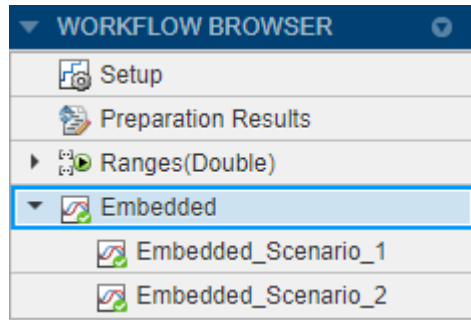 WORKFLOW BROWSER
Setup
Preparation Results
Ranges(Double)
Embedded
Embedded_Scenario_1
Embedded_Scenario_2